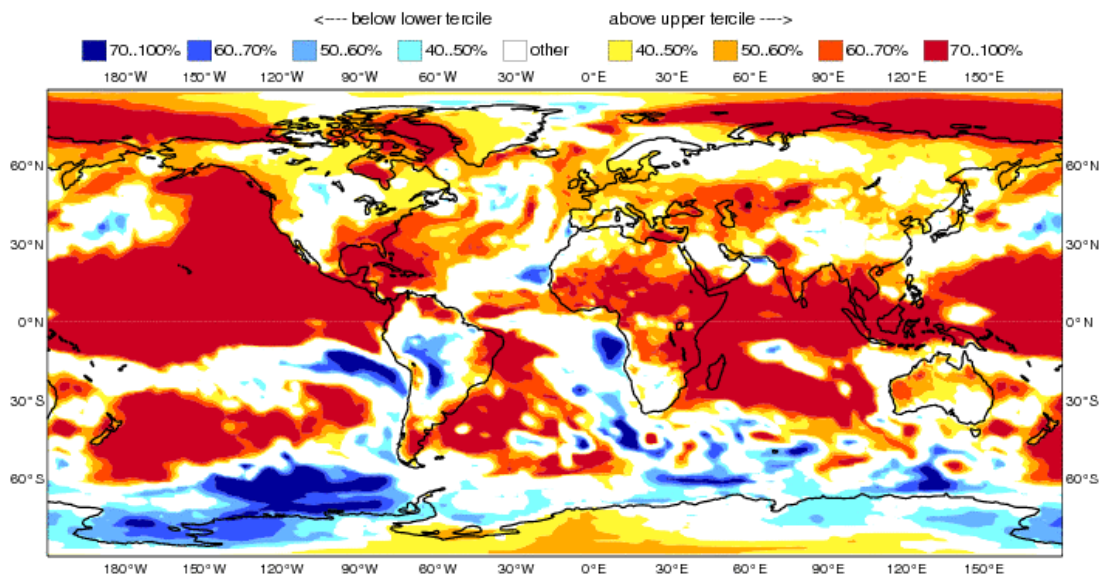 <---- below lower tercile above upper tercile ---->
70..100% 60..70% 50..60% 40..50% other 40..50% 50..60% 60..70% 70..100%
180°W 150°W 120°W 90°W 60°W 30°W 0°E 30°E 60°E 90°E 120°E 150°E
60°N 60°N
30°N 30°N
0°N 0°N
30°S 30°S
60°S 60°S
180°W 150°W 120°W 90°W 60°W 30°W 0°E 30°E 60°E 90°E 120°E 150°E